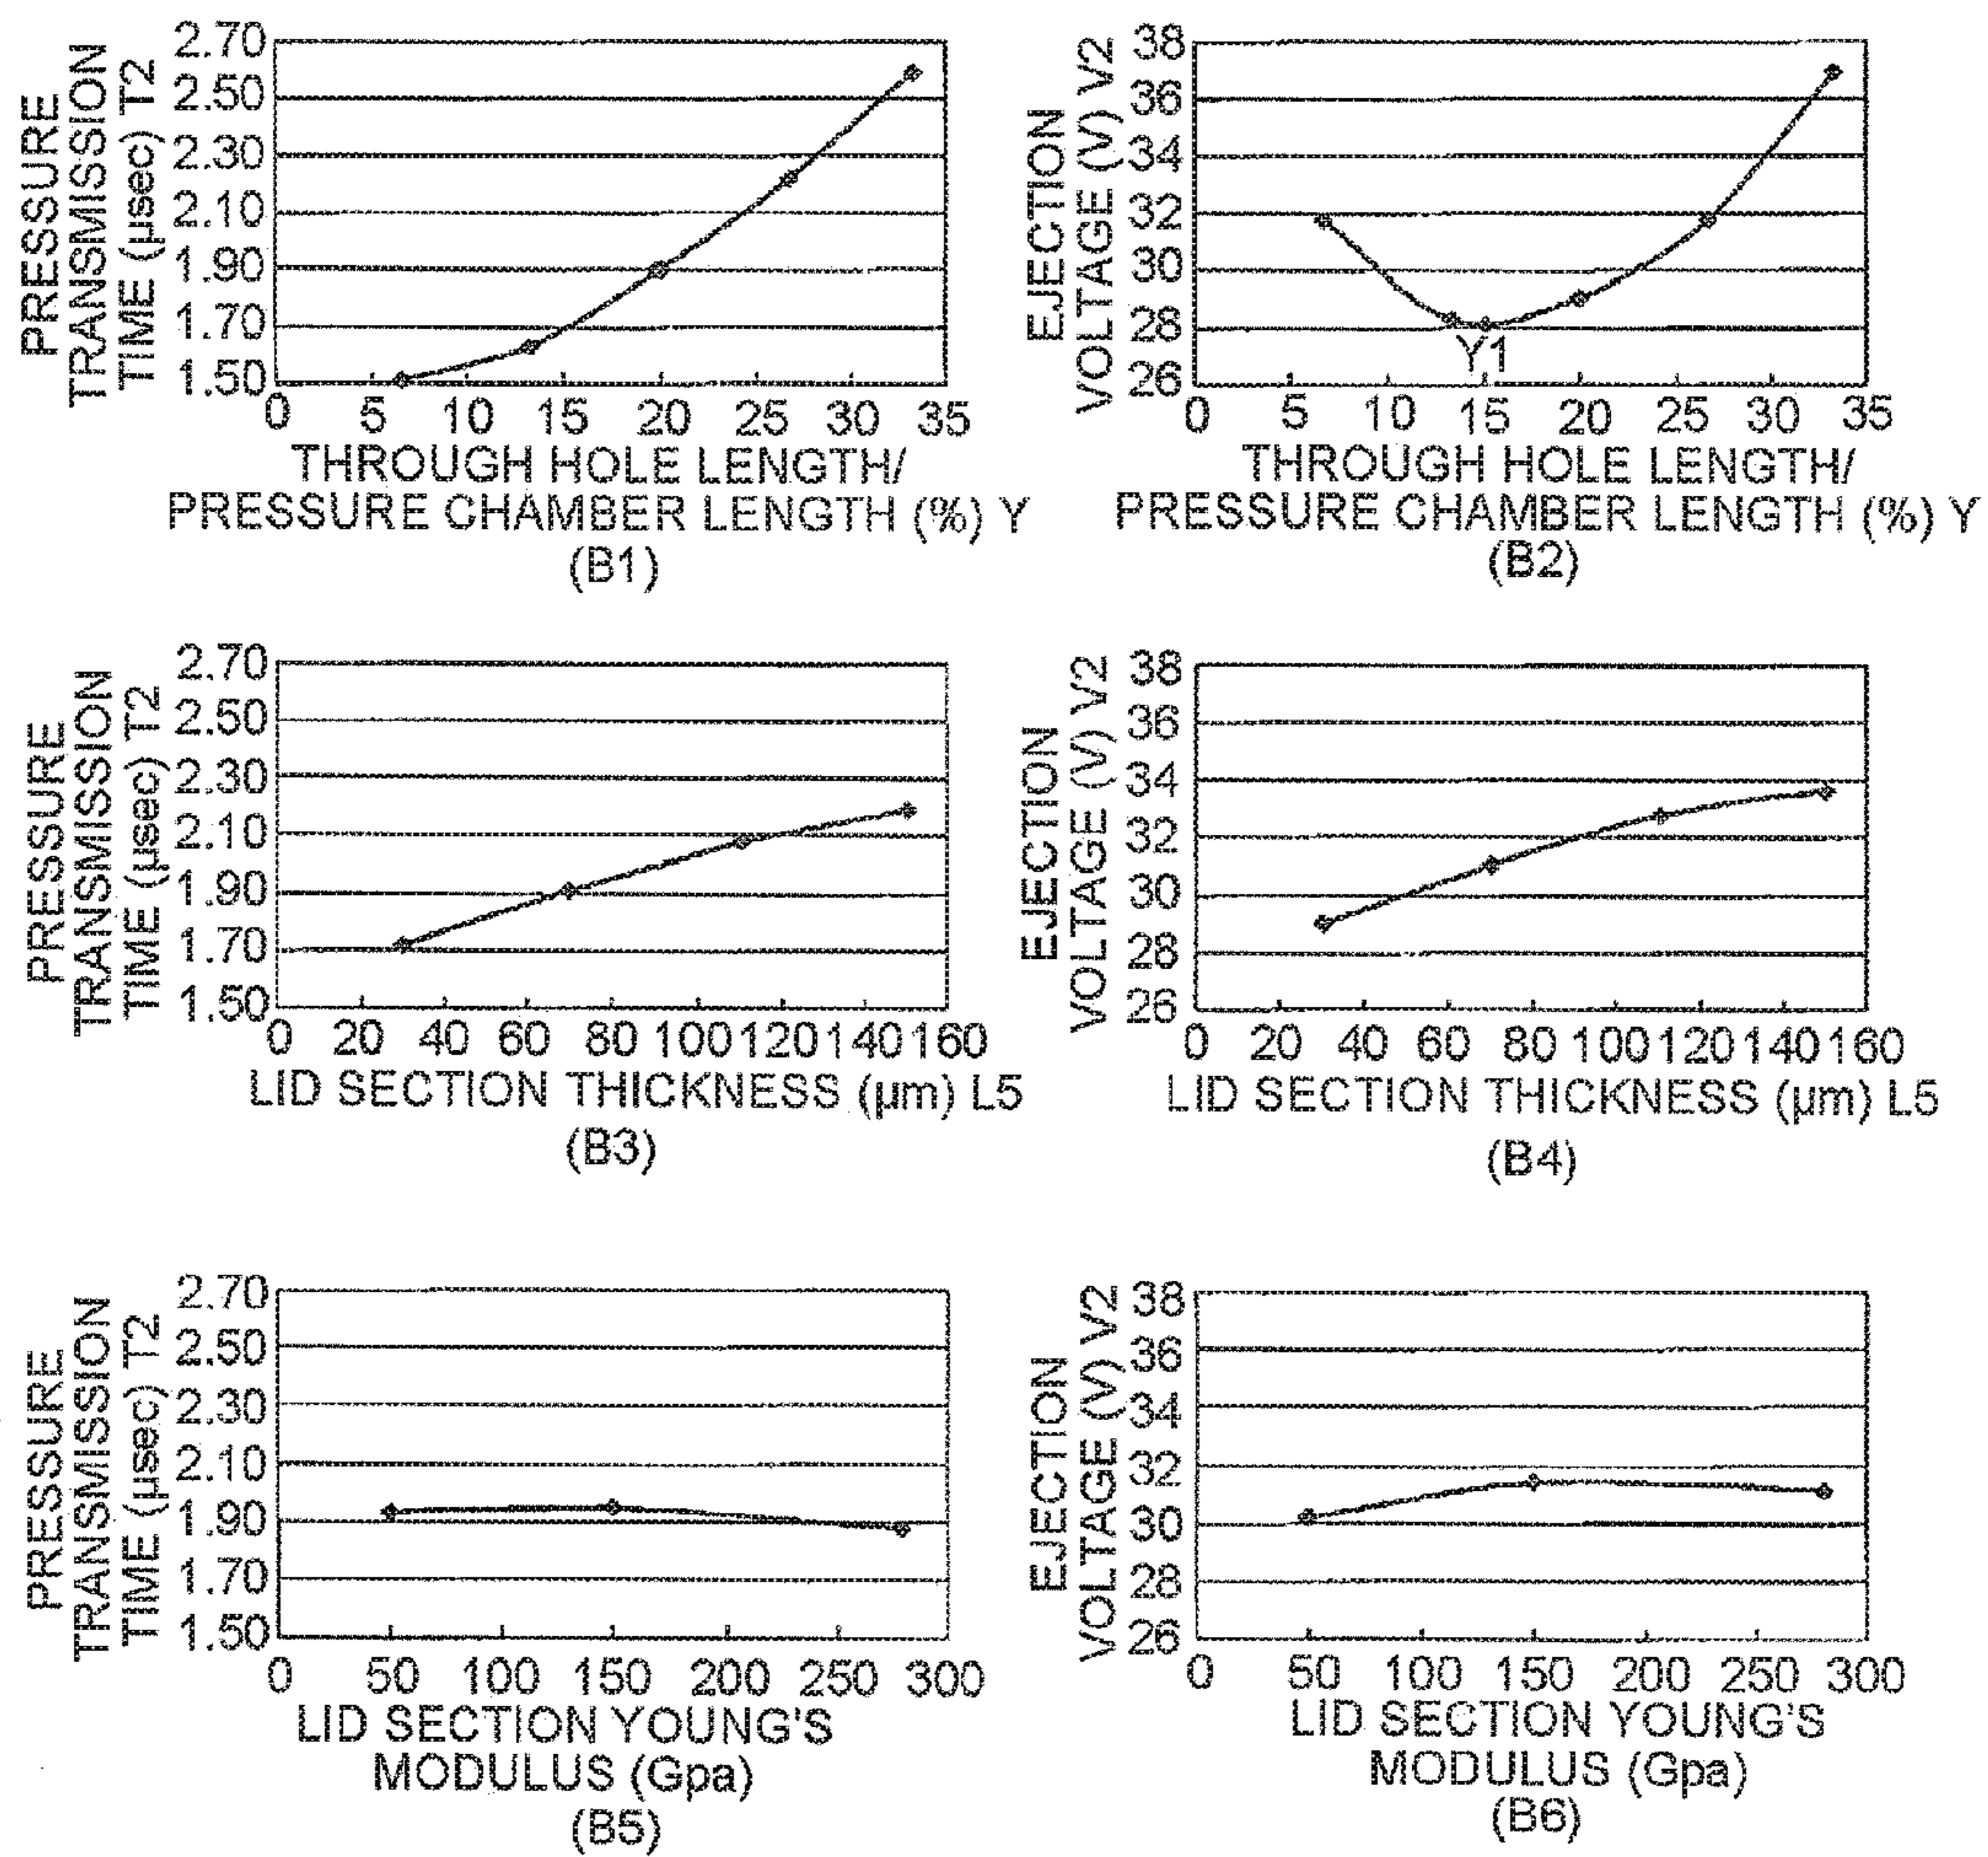 PRESSURE
TRANSMISSION
TIME (µsec) T2
2.70
2.50
2.30
2.10
1.90
1.70
1.50
0 5 10 15 20 25 30 35
THROUGH HOLE LENGTH/
PRESSURE CHAMBER LENGTH (%) Y
(B1)
EJECTION
VOLTAGE (V) V2
38
36
34
32
30
28
26
Y1
0 5 10 15 20 25 30 35
THROUGH HOLE LENGTH/
PRESSURE CHAMBER LENGTH (%) Y
(B2)
PRESSURE
TRANSMISSION
TIME (µsec) T2
2.70
2.50
2.30
2.10
1.90
1.70
1.50
0 20 40 60 80 100 120 140 160
LID SECTION THICKNESS (µm) L5
(B3)
EJECTION
VOLTAGE (V) V2
38
36
34
32
30
28
26
0 20 40 60 80 100 120 140 160
LID SECTION THICKNESS (µm) L5
(B4)
PRESSURE
TRANSMISSION
TIME (µsec) T2
2.70
2.50
2.30
2.10
1.90
1.70
1.50
0 50 100 150 200 250 300
LID SECTION YOUNG'S
MODULUS (Gpa)
(B5)
EJECTION
VOLTAGE (V) V2
38
36
34
32
30
28
26
0 50 100 150 200 250 300
LID SECTION YOUNG'S
MODULUS (Gpa)
(B6)